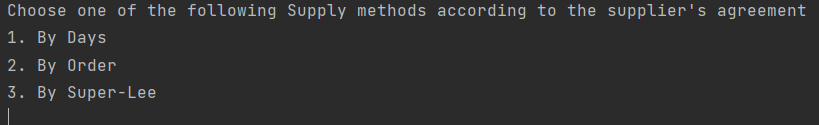 Choose one of the following Supply methods according to the supplier's agreement
1. By Days
2. By Order
3. By Super-Lee